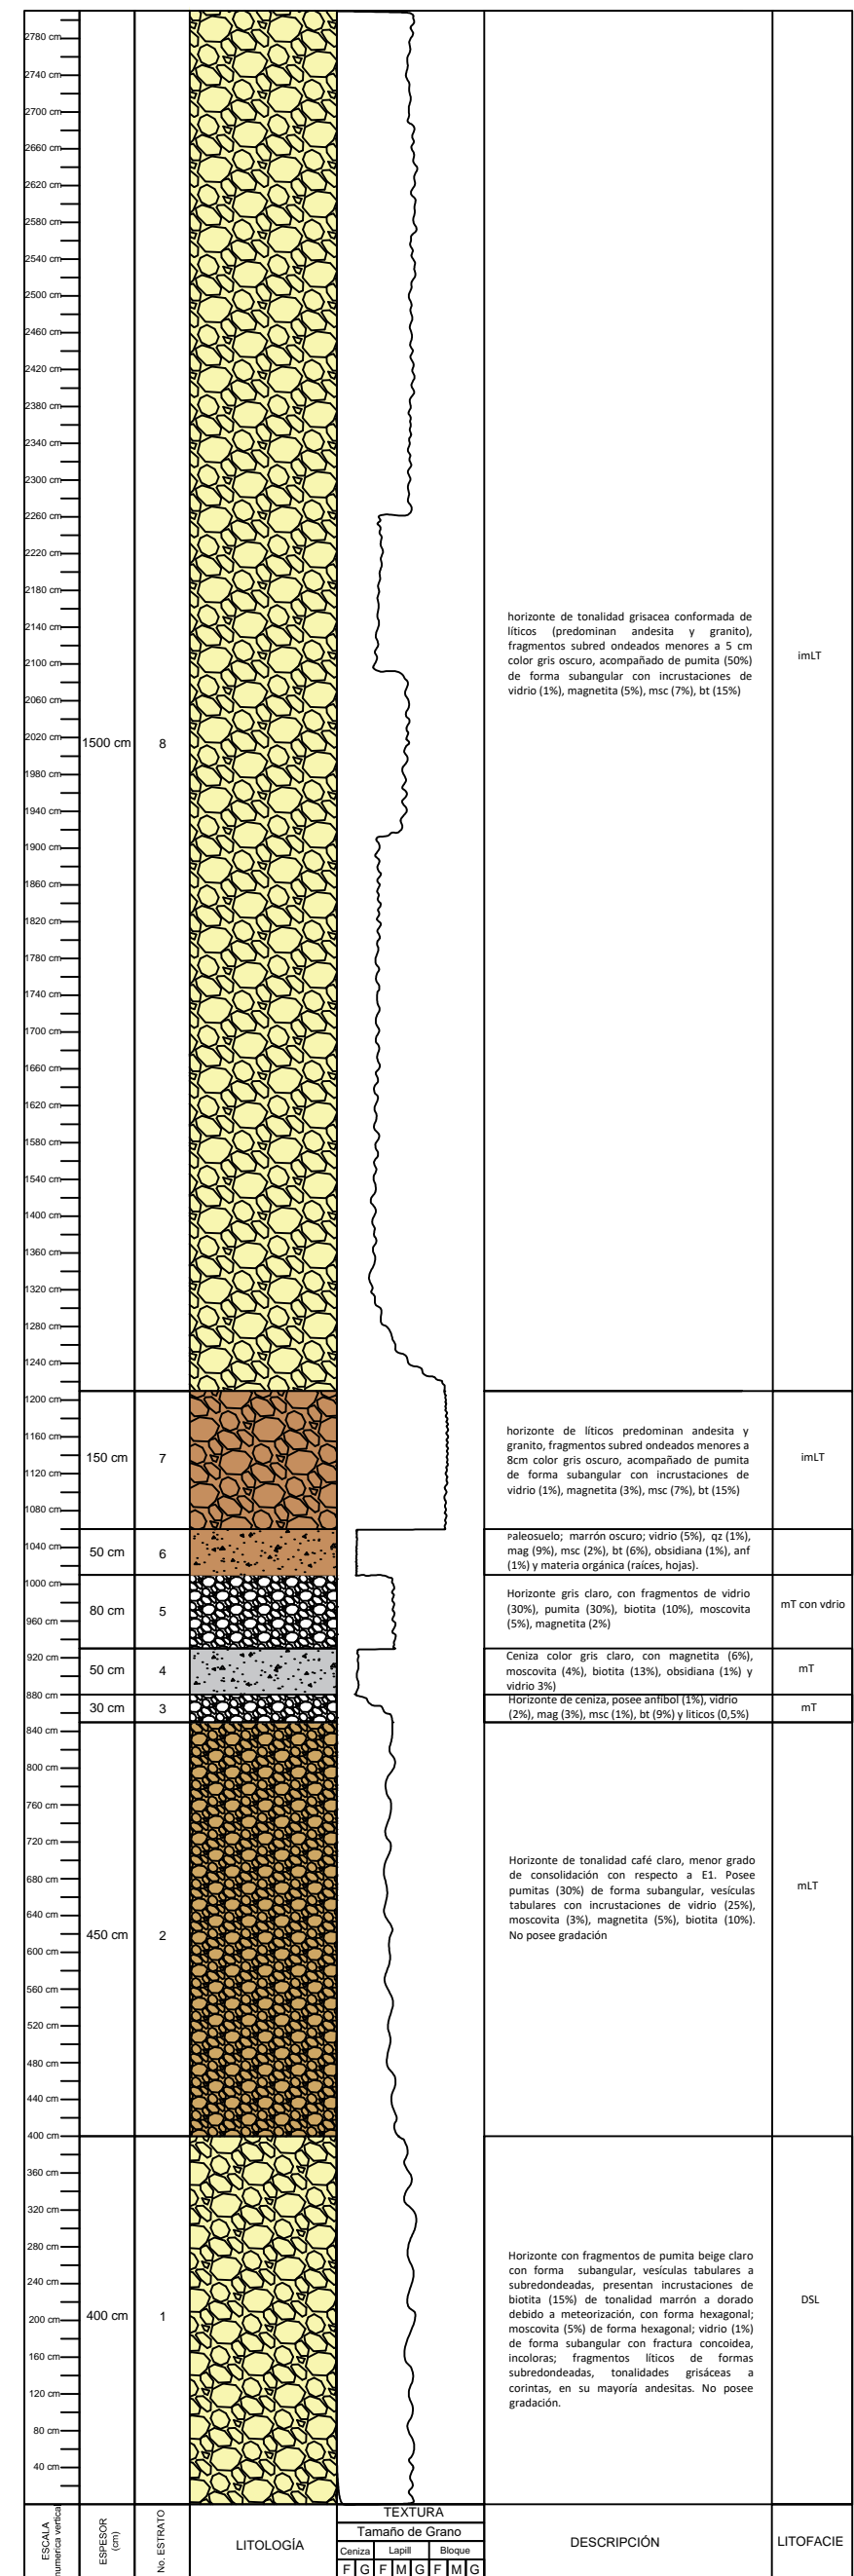 2780 cm
2740 cm
2700 cm
2660 cm
2620 cm
2580 cm
2540 cm
2500 cm
2460 cm
2420 cm
2380 cm
2340 cm
2300 cm
2260 cm
2220 cm
2180 cm
2140 cm
2100 cm
2060 cm
2020 cm
1980 cm
1940 cm
1900 cm
1860 cm
1820 cm
1780 cm
1740 cm
1700 cm
1660 cm
1620 cm
1580 cm
1540 cm
1400 cm
1360 cm
1320 cm
1280 cm
1240 cm
1500 cm
8
horizonte de tonalidad grisacea conformada de
líticos (predominan andesita y granito),
fragmentos subred ondeados menores a 5 cm
color gris oscuro, acompañado de pumita (50%)
de forma subangular con incrustaciones de
vidrio (1%), magnetita (5%), msc (7%), bt (15%)
imLT
1200 cm
1160 cm
1120 cm
1080 cm
150 cm
7
horizonte de líticos predominan andesita y
granito, fragmentos subred ondeados menores a
8cm color gris oscuro, acompañado de pumita
de forma subangular con incrustaciones de
vidrio (1%), magnetita (3%), msc (7%), bt (15%)
imLT
1040 cm
50 cm
6
Paleosuelo; marrón oscuro; vidrio (5%), qz (1%),
mag (9%), msc (2%), bt (6%), obsidiana (1%), anf
(1%) y materia orgánica (raíces, hojas).
1000 cm
960 cm
80 cm
5
Horizonte gris claro, con fragmentos de vidrio
(30%), pumita (30%), biotita (10%), moscovita
(5%), magnetita (2%)
mT con vdrio
920 cm
880 cm
50 cm
4
Ceniza color gris claro, con magnetita (6%),
moscovita (4%), biotita (13%), obsidiana (1%) y
vidrio 3%)
mT
30 cm
3
Horizonte de ceniza, posee anfibol (1%), vidrio
(2%), mag (3%), msc (1%), bt (9%) y liticos (0,5%)
mT
840 cm
800 cm
760 cm
720 cm
680 cm
640 cm
600 cm
560 cm
520 cm
480 cm
440 cm
400 cm
450 cm
2
Horizonte de tonalidad café claro, menor grado
de consolidación con respecto a E1. Posee
pumitas (30%) de forma subangular, vesículas
tabulares con incrustaciones de vidrio (25%),
moscovita (3%), magnetita (5%), biotita (10%).
No posee gradación
mLT
360 cm
320 cm
280 cm
240 cm
200 cm
160 cm
120 cm
80 cm
40 cm
400 cm
1
Horizonte con fragmentos de pumita beige claro
con forma subangular, vesículas tabulares a
subredondeadas, presentan incrustaciones de
biotita (15%) de tonalidad marrón a dorado
debido a meteorización, con forma hexagonal;
moscovita (5%) de forma hexagonal; vidrio (1%)
de forma subangular con fractura concoidea,
incoloras; fragmentos líticos de formas
subredondeadas, tonalidades grisáceas a
corintas, en su mayoría andesitas. No posee
gradación.
DSL
ESCALA
numerica vertical
ESPESOR
(cm)
No. ESTRATO
LITOLOGÍA
TEXTURA
Tamaño de Grano
Ceniza Lapill Bloque
F G F M G F M G
DESCRIPCIÓN
LITOFACIE